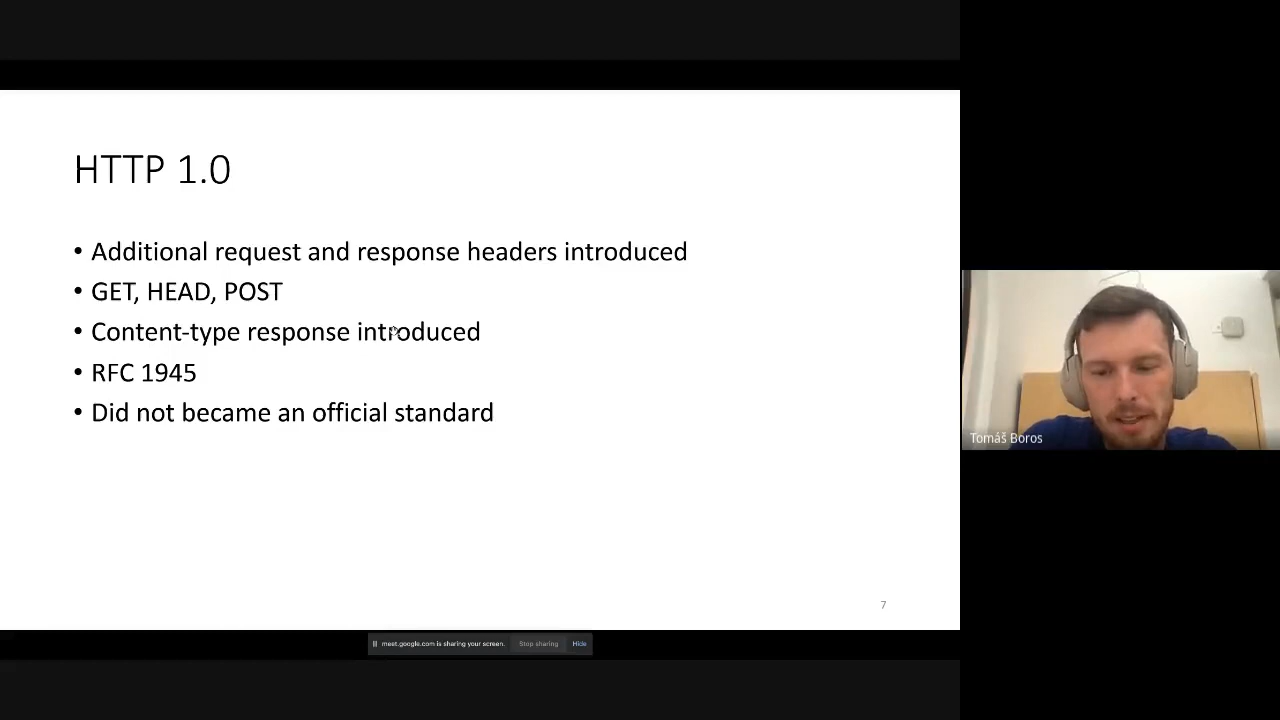 HTTP 1.0
• Additional request and response headers introduced
• GET, HEAD, POST
• Content-type response introduced
• RFC 1945
• Did not became an official standard
7
Tomáš Boros
meet.google.com is sharing your screen. Stop sharing Hide